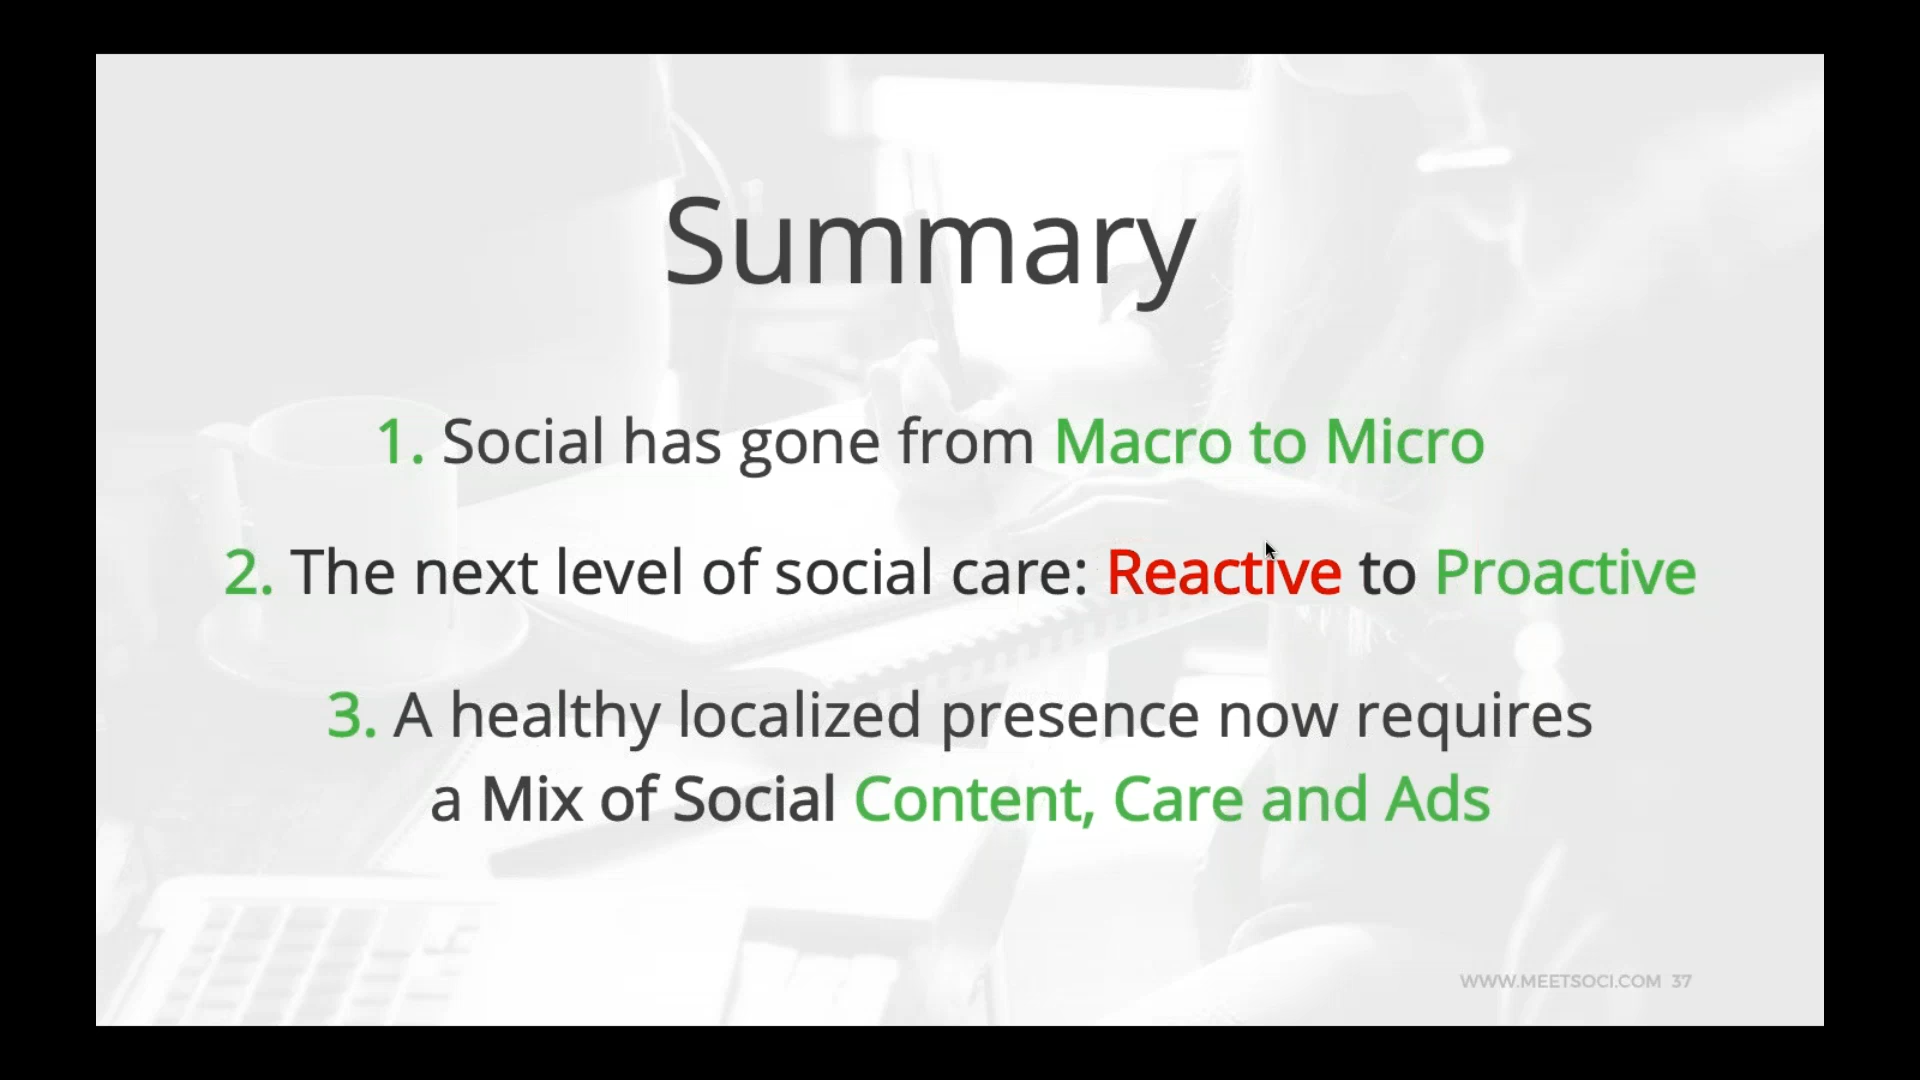 Summary
1. Social has gone from Macro to Micro
2. The next level of social care: Reactive to Proactive
3. A healthy localized presence now requires
a Mix of Social Content, Care and Ads
WWW.MEETSOCI.COM 37